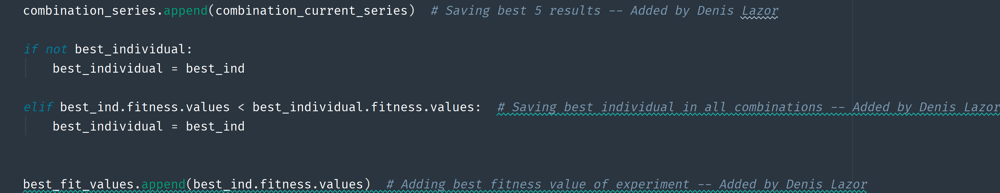 combination_series.append(combination_current_series)  # Saving best 5 results -- Added by Denis Lazor
if not best_individual:
    best_individual = best_ind
elif best_ind.fitness.values < best_individual.fitness.values:  # Saving best individual in all combinations -- Added by Denis Lazor
    best_individual = best_ind
best_fit_values.append(best_ind.fitness.values)  # Adding best fitness value of experiment -- Added by Denis Lazor